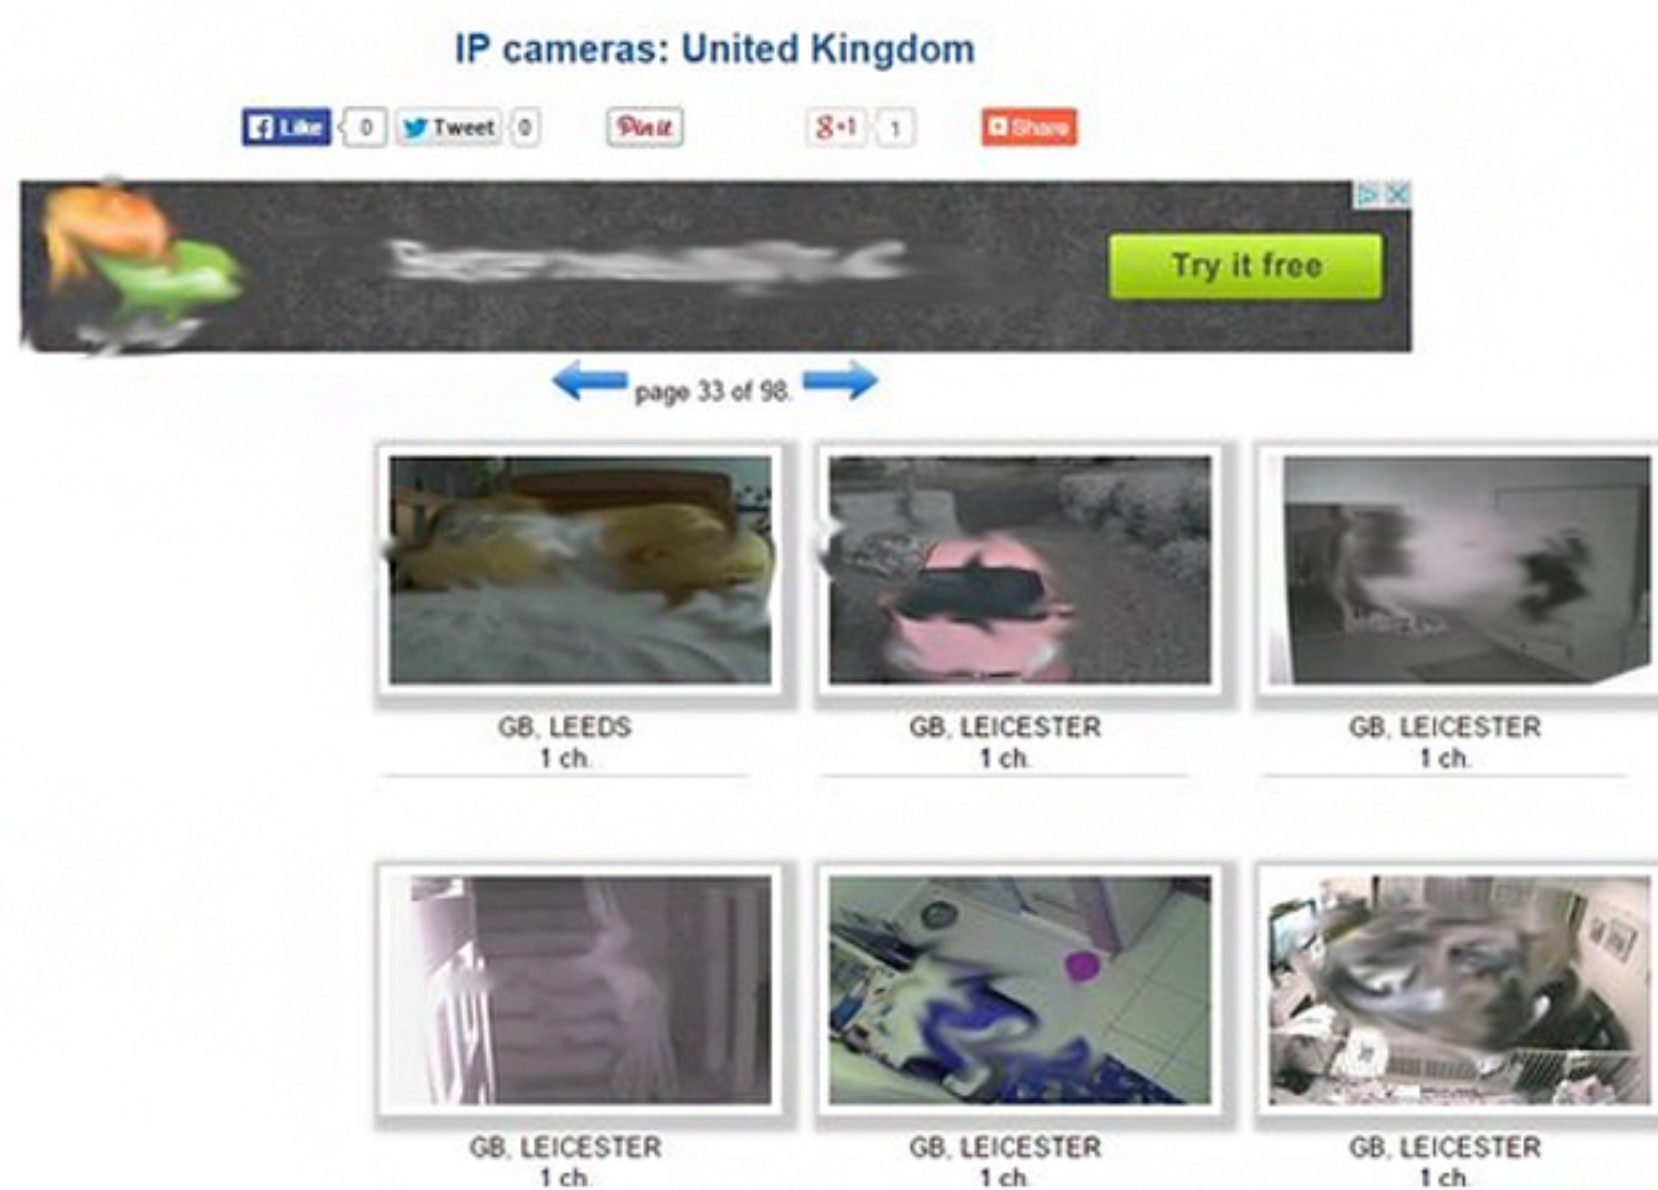 IP cameras: United Kingdom
Like 0 Tweet 0 Pin it 8+1 1 Share
Try it free
page 33 of 98.
GB, LEEDS GB, LEICESTER GB, LEICESTER
1 ch. 1 ch. 1 ch.
GB, LEICESTER GB, LEICESTER GB, LEICESTER
1 ch. 1 ch. 1 ch.